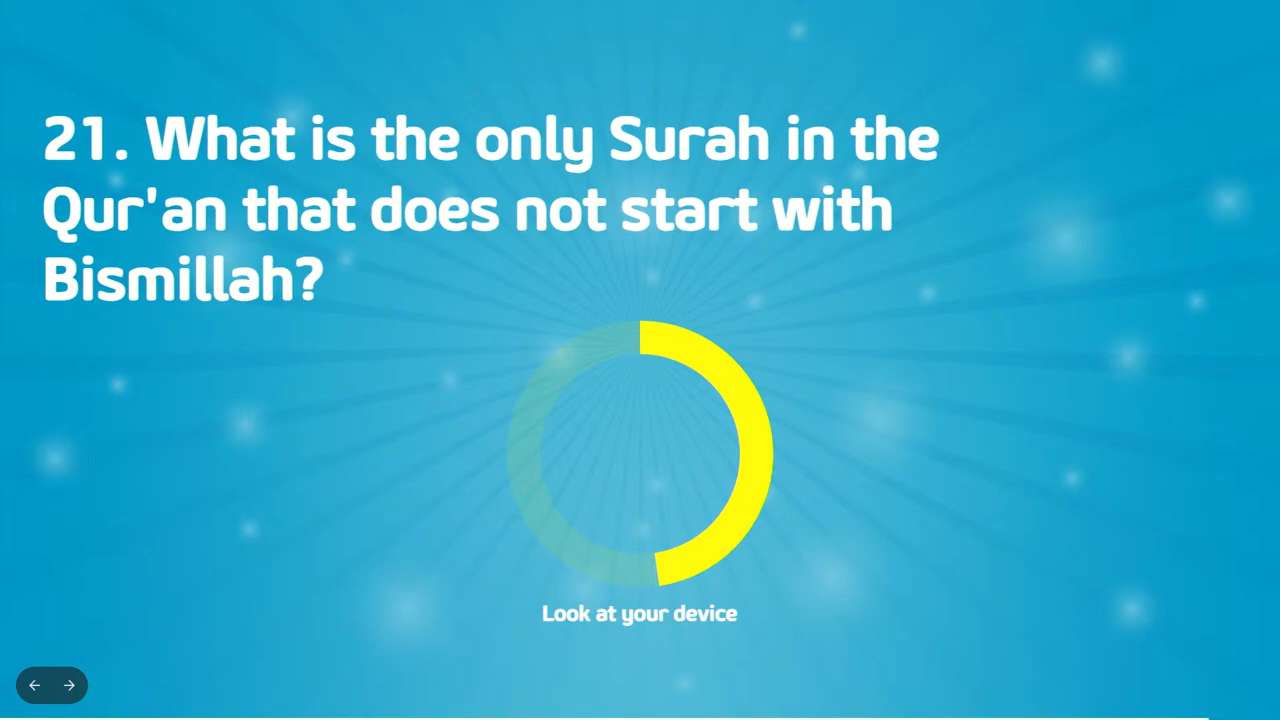 21. What is the only Surah in the
Qur'an that does not start with
Bismillah?
Look at your device